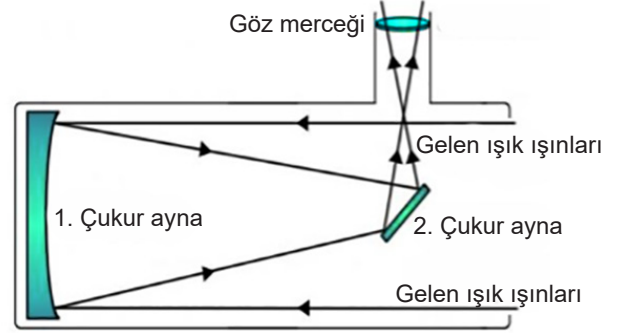 Göz merceği
Gelen ışık ışınları
1. Çukur ayna
2. Çukur ayna
Gelen ışık ışınları